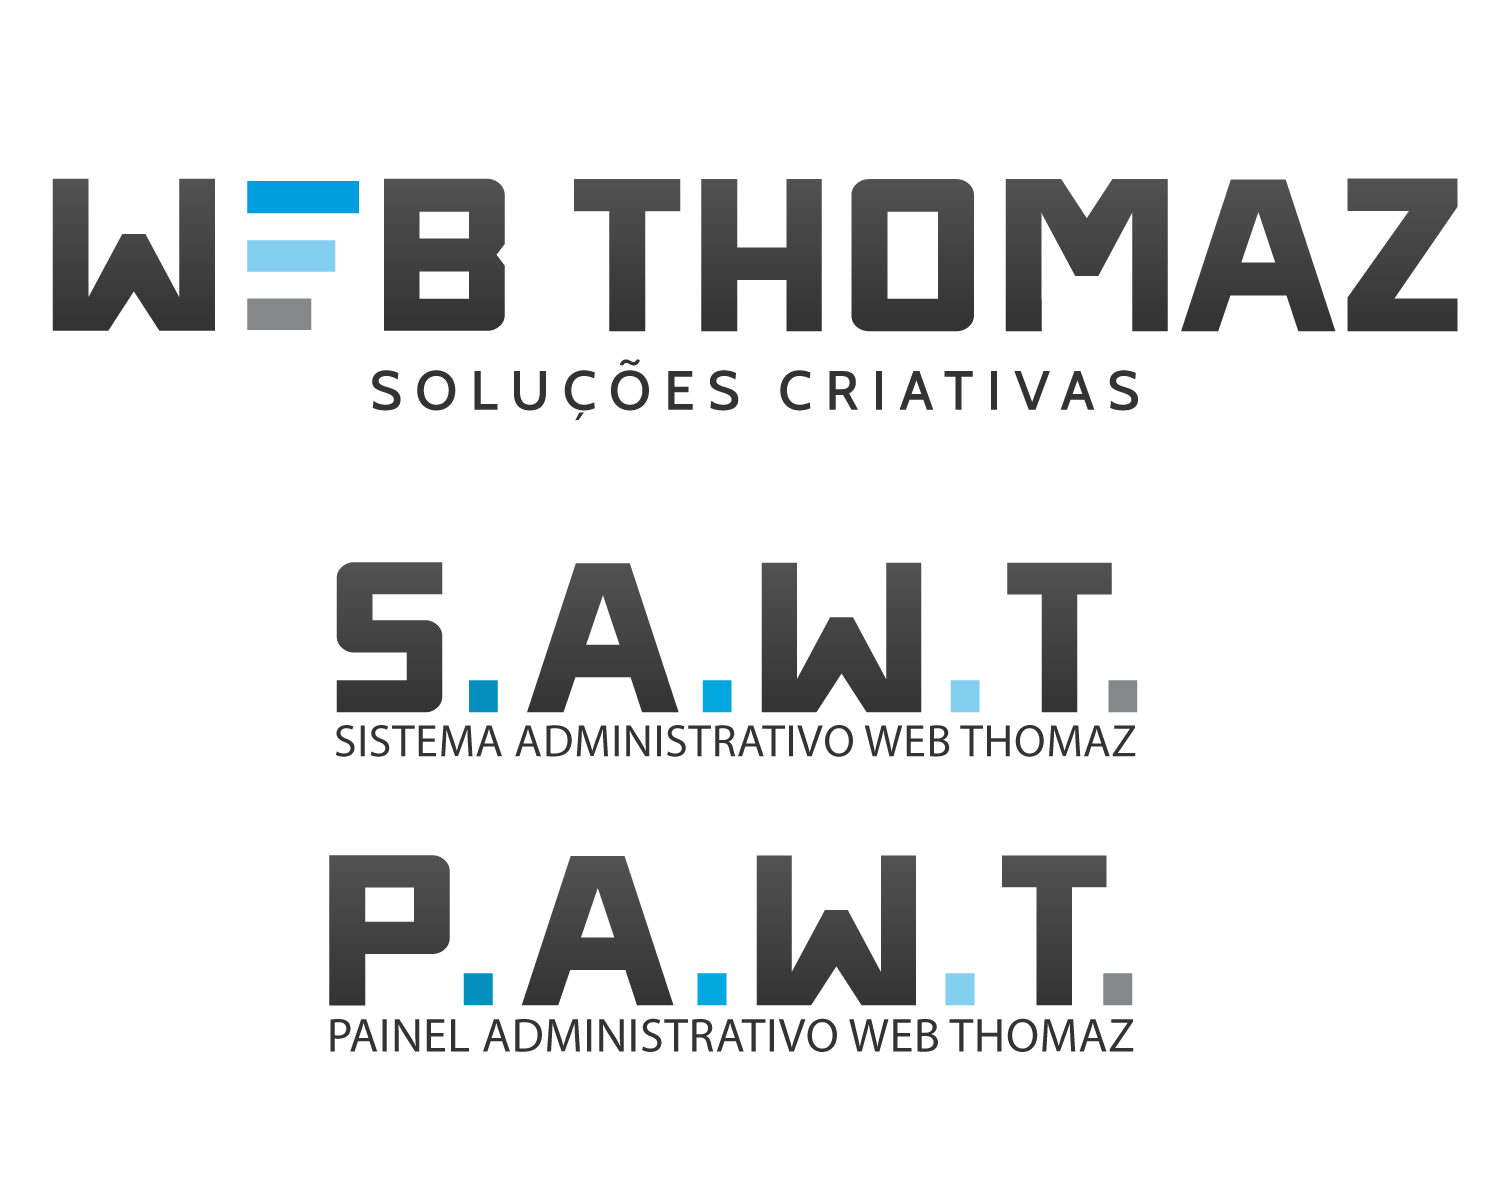 WEB THOMAZ
SOLUÇÕES CRIATIVAS
S.A.W.T.
SISTEMA ADMINISTRATIVO WEB THOMAZ
P.A.W.T.
PAINEL ADMINISTRATIVO WEB THOMAZ